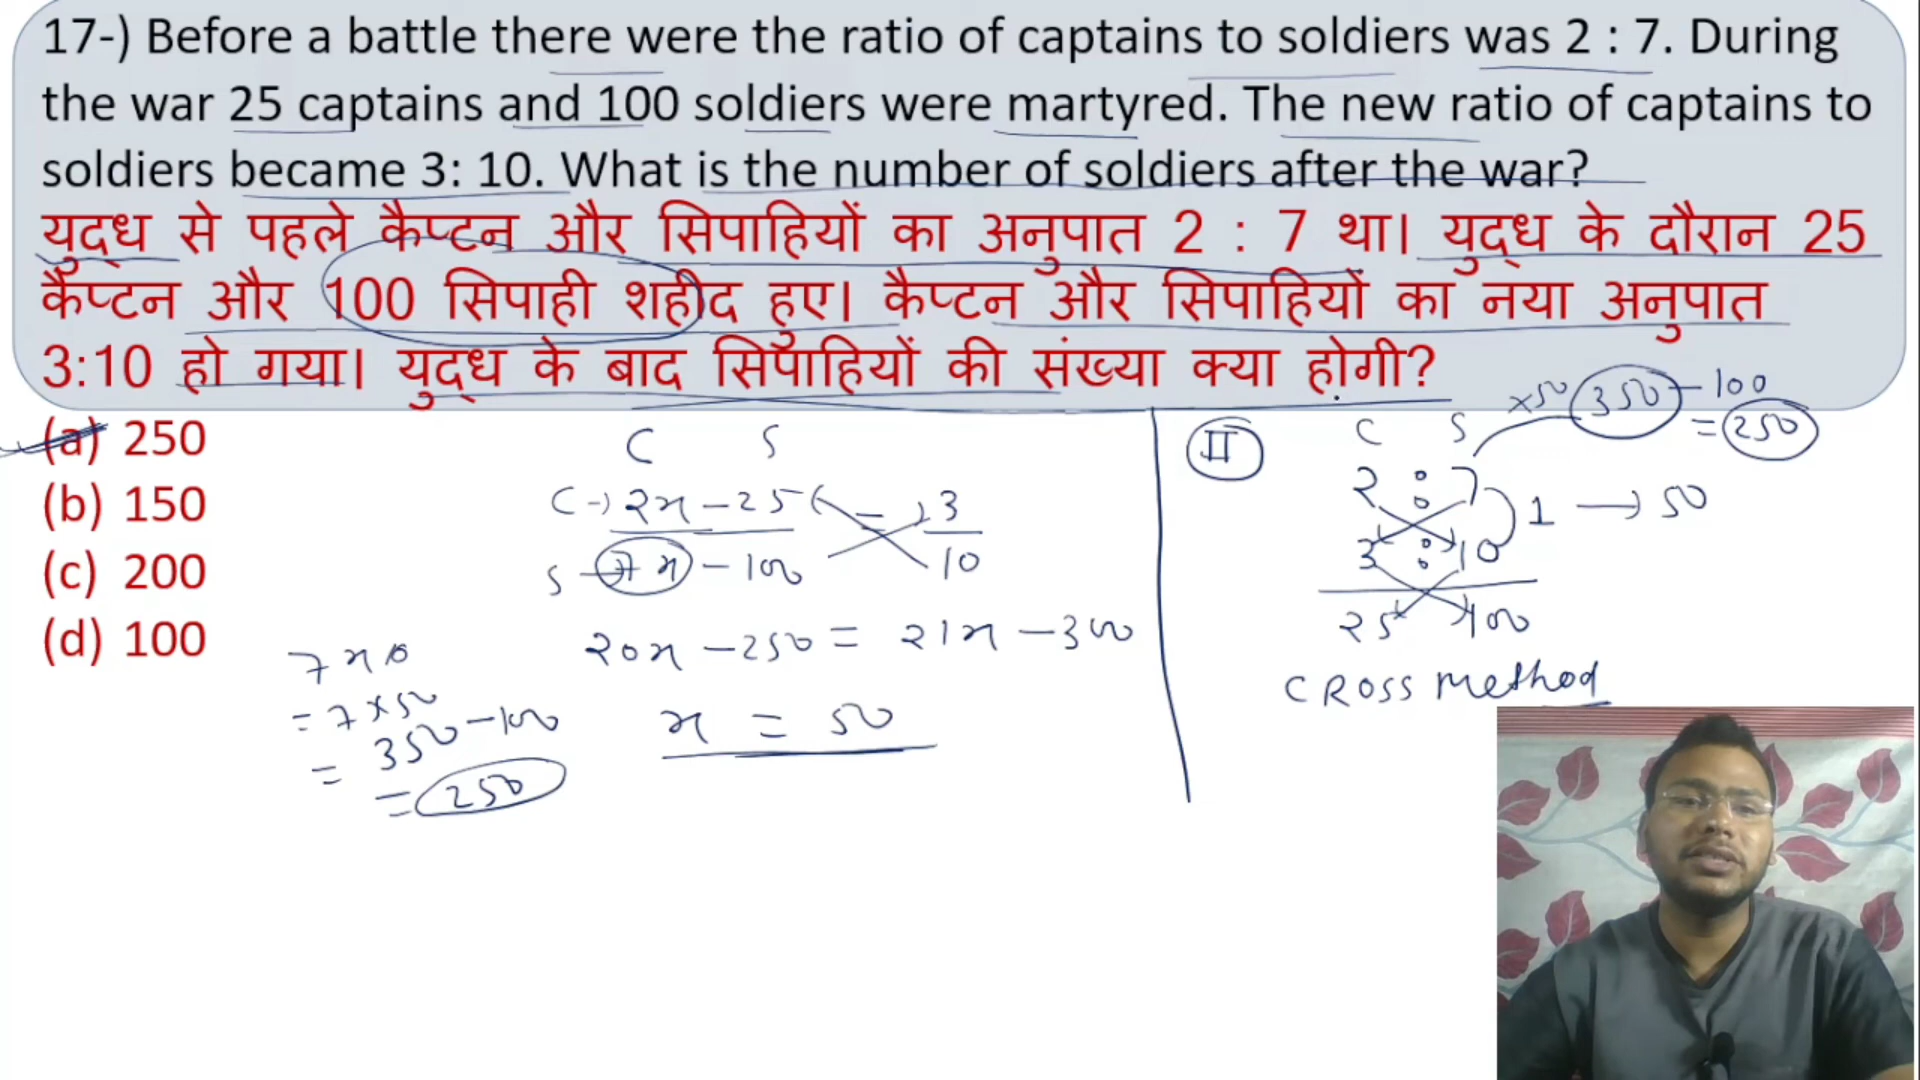 17-) Before a battle there were the ratio of captains to soldiers was 2 : 7. During
the war 25 captains and 100 soldiers were martyred. The new ratio of captains to
soldiers became 3: 10. What is the number of soldiers after the war?
युद्ध से पहले कैप्टन और सिपाहियों का अनुपात 2 : 7 था। युद्ध के दौरान 25
कैप्टन और 100 सिपाही शहीद हुए। कैप्टन और सिपाहियों का नया अनुपात
3:10 हो गया। युद्ध के बाद सिपाहियों की संख्या क्या होगी?
(a) 250
(b) 150
(c) 200
(d) 100
C S
C → 2x - 25 = 3
S → 7x - 100 10
20x - 250 = 21x - 300
x = 50
= 7 x 50
= 350 - 100
= 250
II
C S
x50 350 - 100
= 250
2 : 7
1 → 50
3 : 10
25 100
CROSS Method